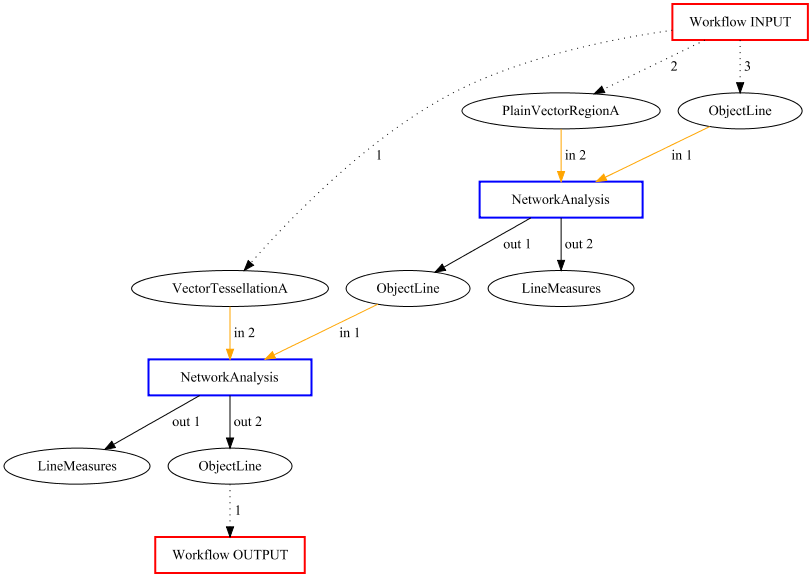 Workflow INPUT
2
3
PlainVectorRegionA
ObjectLine
1
in 2
in 1
NetworkAnalysis
out 1
out 2
VectorTessellationA
ObjectLine
LineMeasures
in 2
in 1
NetworkAnalysis
out 1
out 2
LineMeasures
ObjectLine
1
Workflow OUTPUT